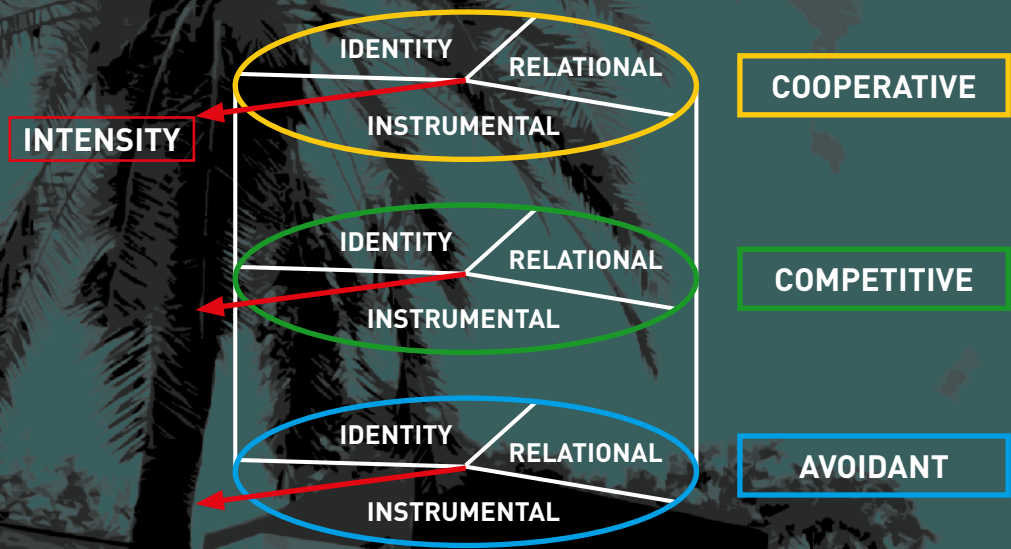 IDENTITY
RELATIONAL
COOPERATIVE
INSTRUMENTAL
INTENSITY
IDENTITY
RELATIONAL
COMPETITIVE
INSTRUMENTAL
IDENTITY
RELATIONAL
AVOIDANT
INSTRUMENTAL